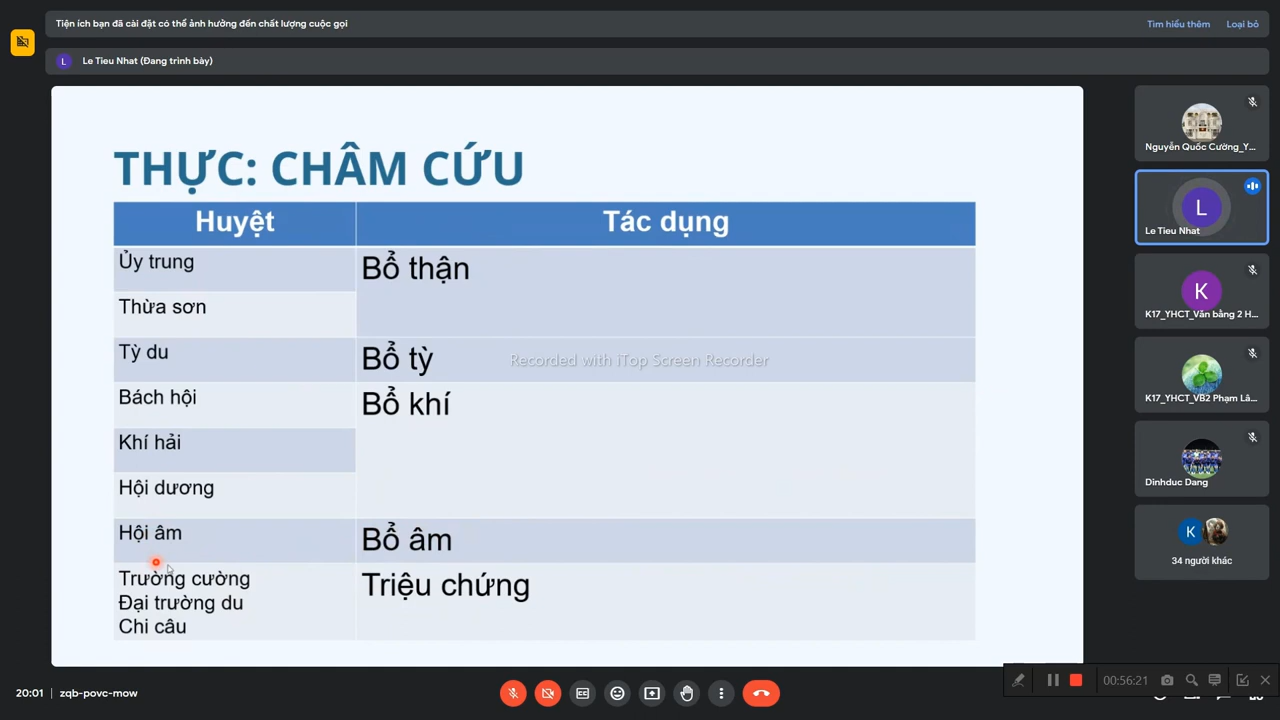 Tiện ích bạn đã cài đặt có thể ảnh hưởng đến chất lượng cuộc gọi
Tìm hiểu thêm
Loại bỏ
L
Le Tieu Nhat (Đang trình bày)
THỰC: CHÂM CỨU
Huyệt
Tác dụng
Ủy trung
Bổ thận
Thừa sơn
Tỳ du
Bổ tỳ
Bách hội
Bổ khí
Khí hải
Hội dương
Hội âm
Bổ âm
Trường cường
Đại trường du
Chi câu
Triệu chứng
Recorded with iTop Screen Recorder
Nguyễn Quốc Cường_Y...
L
Le Tieu Nhat
K
K17_YHCT_Văn bằng 2 H...
K17_YHCT_VB2 Phạm Lâ...
Dinhduc Dang
K
34 người khác
20:01
zqb-povc-mow
00:56:21